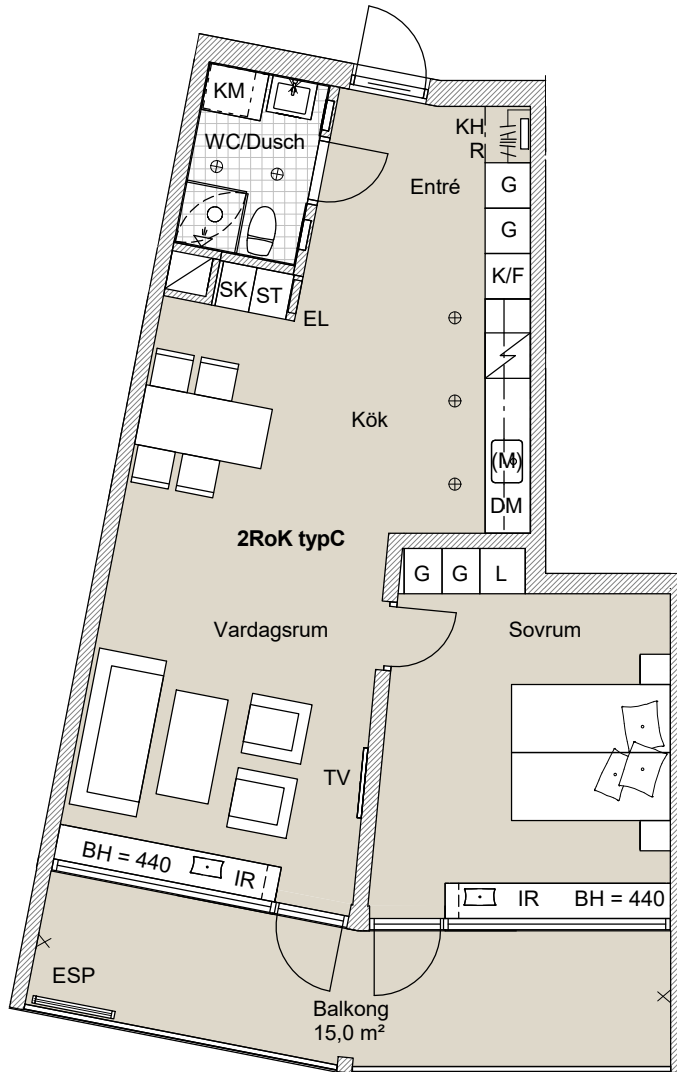 KM
WC/Dusch
KH
R
Entré
G
G
K/F
SK ST
EL
Kök
(M)
DM
2RoK typC
G G L
Vardagsrum
Sovrum
TV
BH = 440 IR
IR BH = 440
ESP
Balkong
15,0 m²